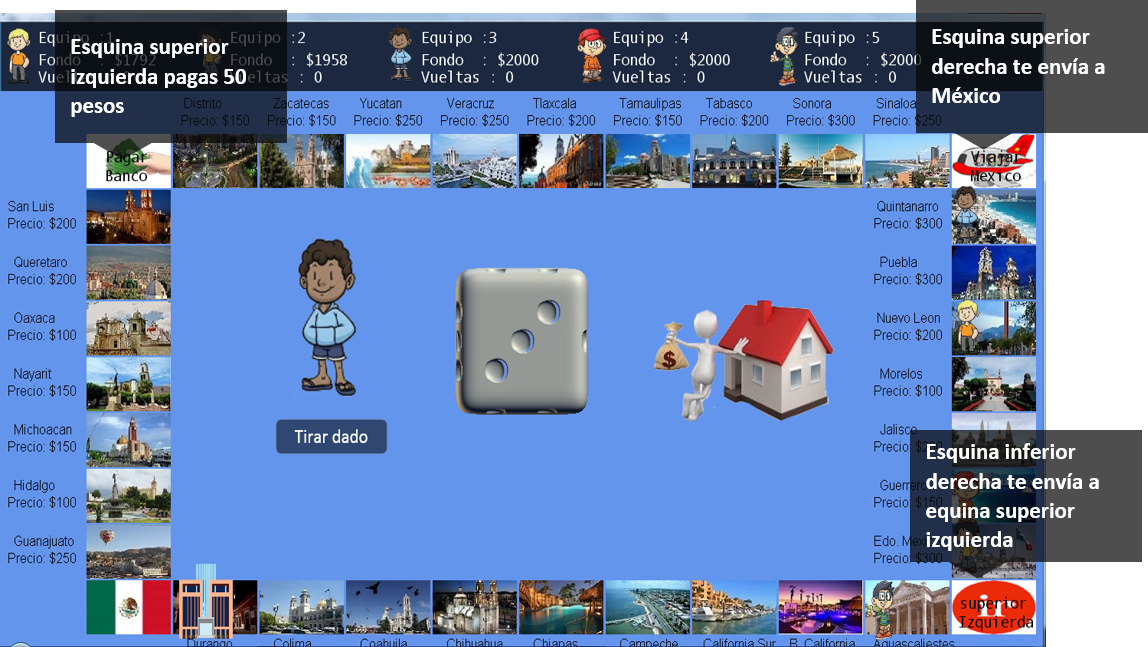 Equipo :1
Fondo : $1792
Vueltas
Equipo :2
Fondo : $1958
Vueltas : 0
Equipo :3
Fondo : $2000
Vueltas : 0
Equipo :4
Fondo : $2000
Vueltas : 0
Equipo :5
Fondo : $2000
Vueltas : 0
Esquina superior
izquierda pagas 50
pesos
Esquina superior
derecha te envía a
México
Distrito
Precio: $150
Zacatecas
Precio: $150
Yucatan
Precio: $250
Veracruz
Precio: $250
Tlaxcala
Precio: $200
Tamaulipas
Precio: $150
Tabasco
Precio: $200
Sonora
Precio: $300
Sinaloa
Precio: $250
Pagar
Banco
Viajar
Mexico
San Luis
Precio: $200
Queretaro
Precio: $200
Oaxaca
Precio: $100
Nayarit
Precio: $150
Michoacan
Precio: $150
Hidalgo
Precio: $100
Guanajuato
Precio: $250
Tirar dado
$
Quintanarro
Precio: $300
Puebla
Precio: $300
Nuevo Leon
Precio: $200
Morelos
Precio: $100
Jalisco
Precio:
Guerrero
Precio: $150
Edo. Mex
Precio: $300
Esquina inferior
derecha te envía a
equina superior
izquierda
superior
Izquierda
Durango
Colima
Coahuila
Chihuahua
Chiapas
Campeche
California Sur
B. California
Aguascalientes